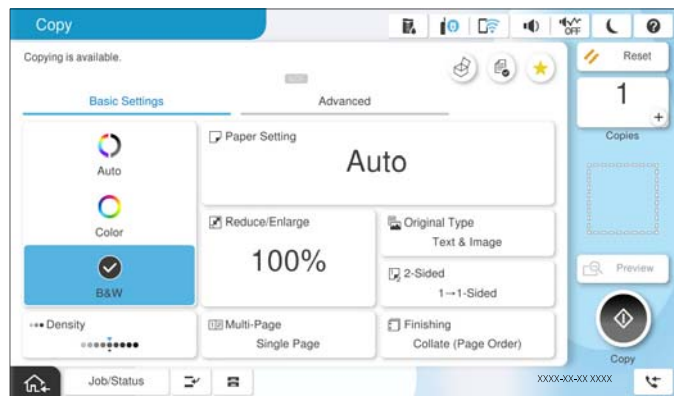 Copy
OFF
Copying is available.
Reset
Basic Settings
Advanced
1
Copies
Auto
Color
B&W
Paper Setting
Auto
Reduce/Enlarge
100%
Original Type
Text & Image
2-Sided
1→1-Sided
Preview
Density
Multi-Page
Single Page
Finishing
Collate (Page Order)
Copy
Job/Status
XXXX-XX-XX XXXX